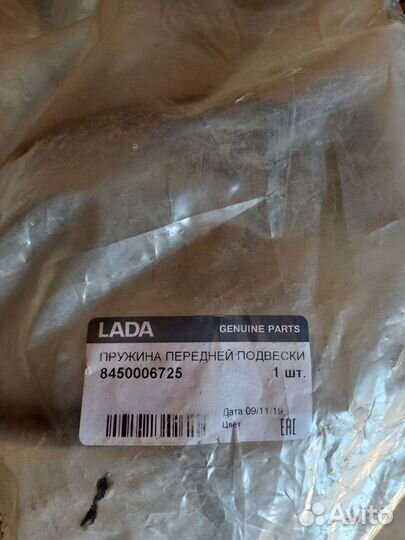 LADA GENUINE PARTS
ПРУЖИНА ПЕРЕДНЕЙ ПОДВЕСКИ
8450006725 1 шт.
Дата 09/11/19
Цвет
EAC
Avito